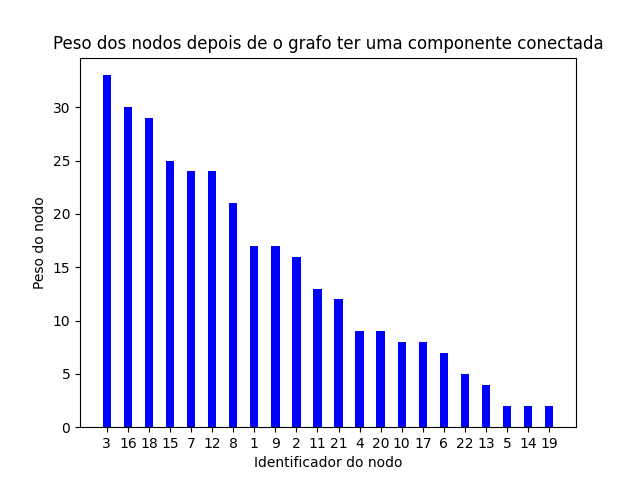 Peso dos nodos depois de o grafo ter uma componente conectada
30
25
20
15
10
5
0
Peso do nodo
3 16 18 15 7 12 8 1 9 2 11 21 4 20 10 17 6 22 13 5 14 19
Identificador do nodo